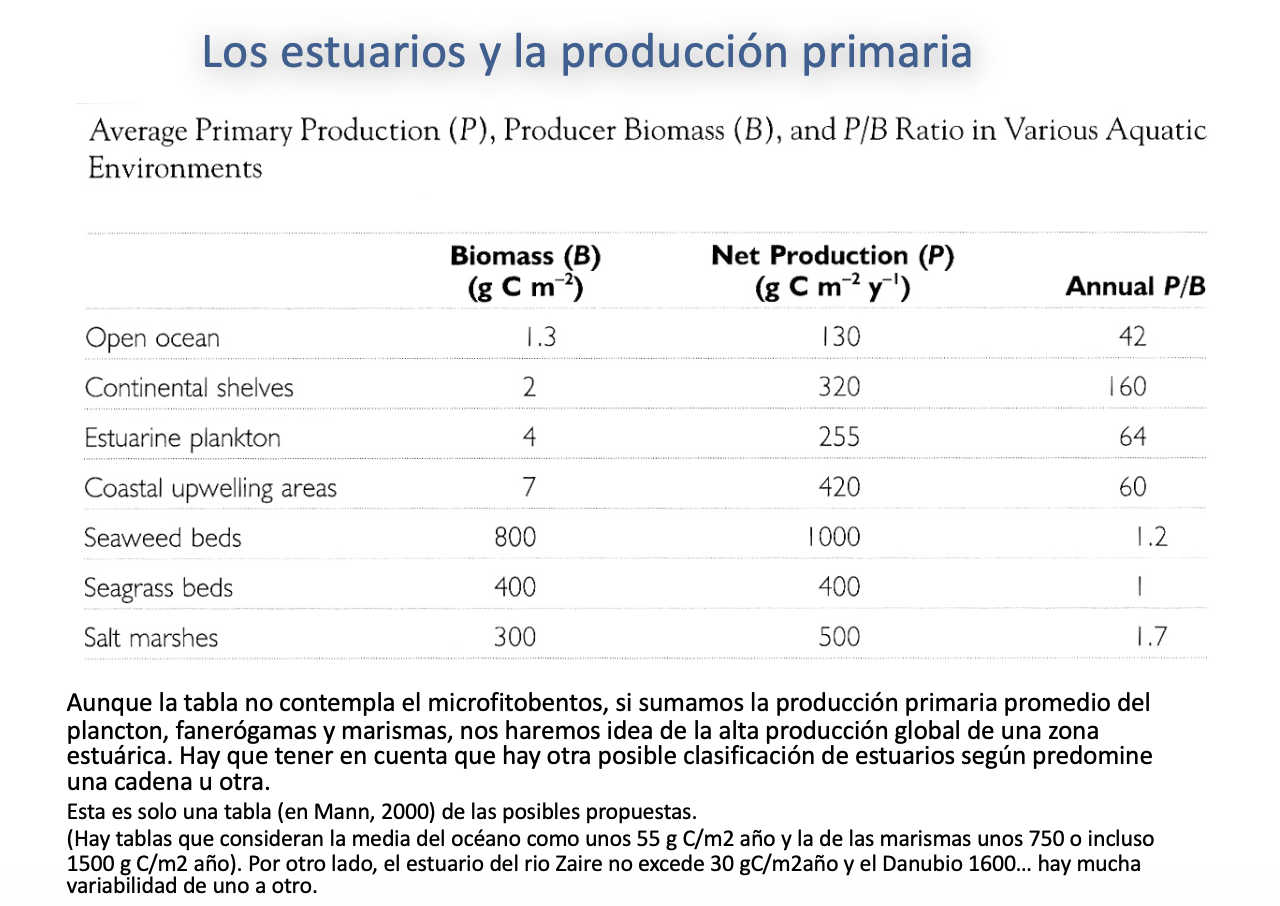 Los estuarios y la producción primaria
Average Primary Production (P), Producer Biomass (B), and P/B Ratio in Various Aquatic
Environments
Biomass (B) Net Production (P)
(g C m⁻²) (g C m⁻² y⁻¹) Annual P/B
Open ocean 1.3 130 42
Continental shelves 2 320 160
Estuarine plankton 4 255 64
Coastal upwelling areas 7 420 60
Seaweed beds 800 1000 1.2
Seagrass beds 400 400 1
Salt marshes 300 500 1.7
Aunque la tabla no contempla el microfitobentos, si sumamos la producción primaria promedio del
plancton, fanerógamas y marismas, nos haremos idea de la alta producción global de una zona
estuárica. Hay que tener en cuenta que hay otra posible clasificación de estuarios según predomine
una cadena u otra.
Esta es solo una tabla (en Mann, 2000) de las posibles propuestas.
(Hay tablas que consideran la media del océano como unos 55 g C/m2 año y la de las marismas unos 750 o incluso
1500 g C/m2 año). Por otro lado, el estuario del rio Zaire no excede 30 gC/m2año y el Danubio 1600... hay mucha
variabilidad de uno a otro.